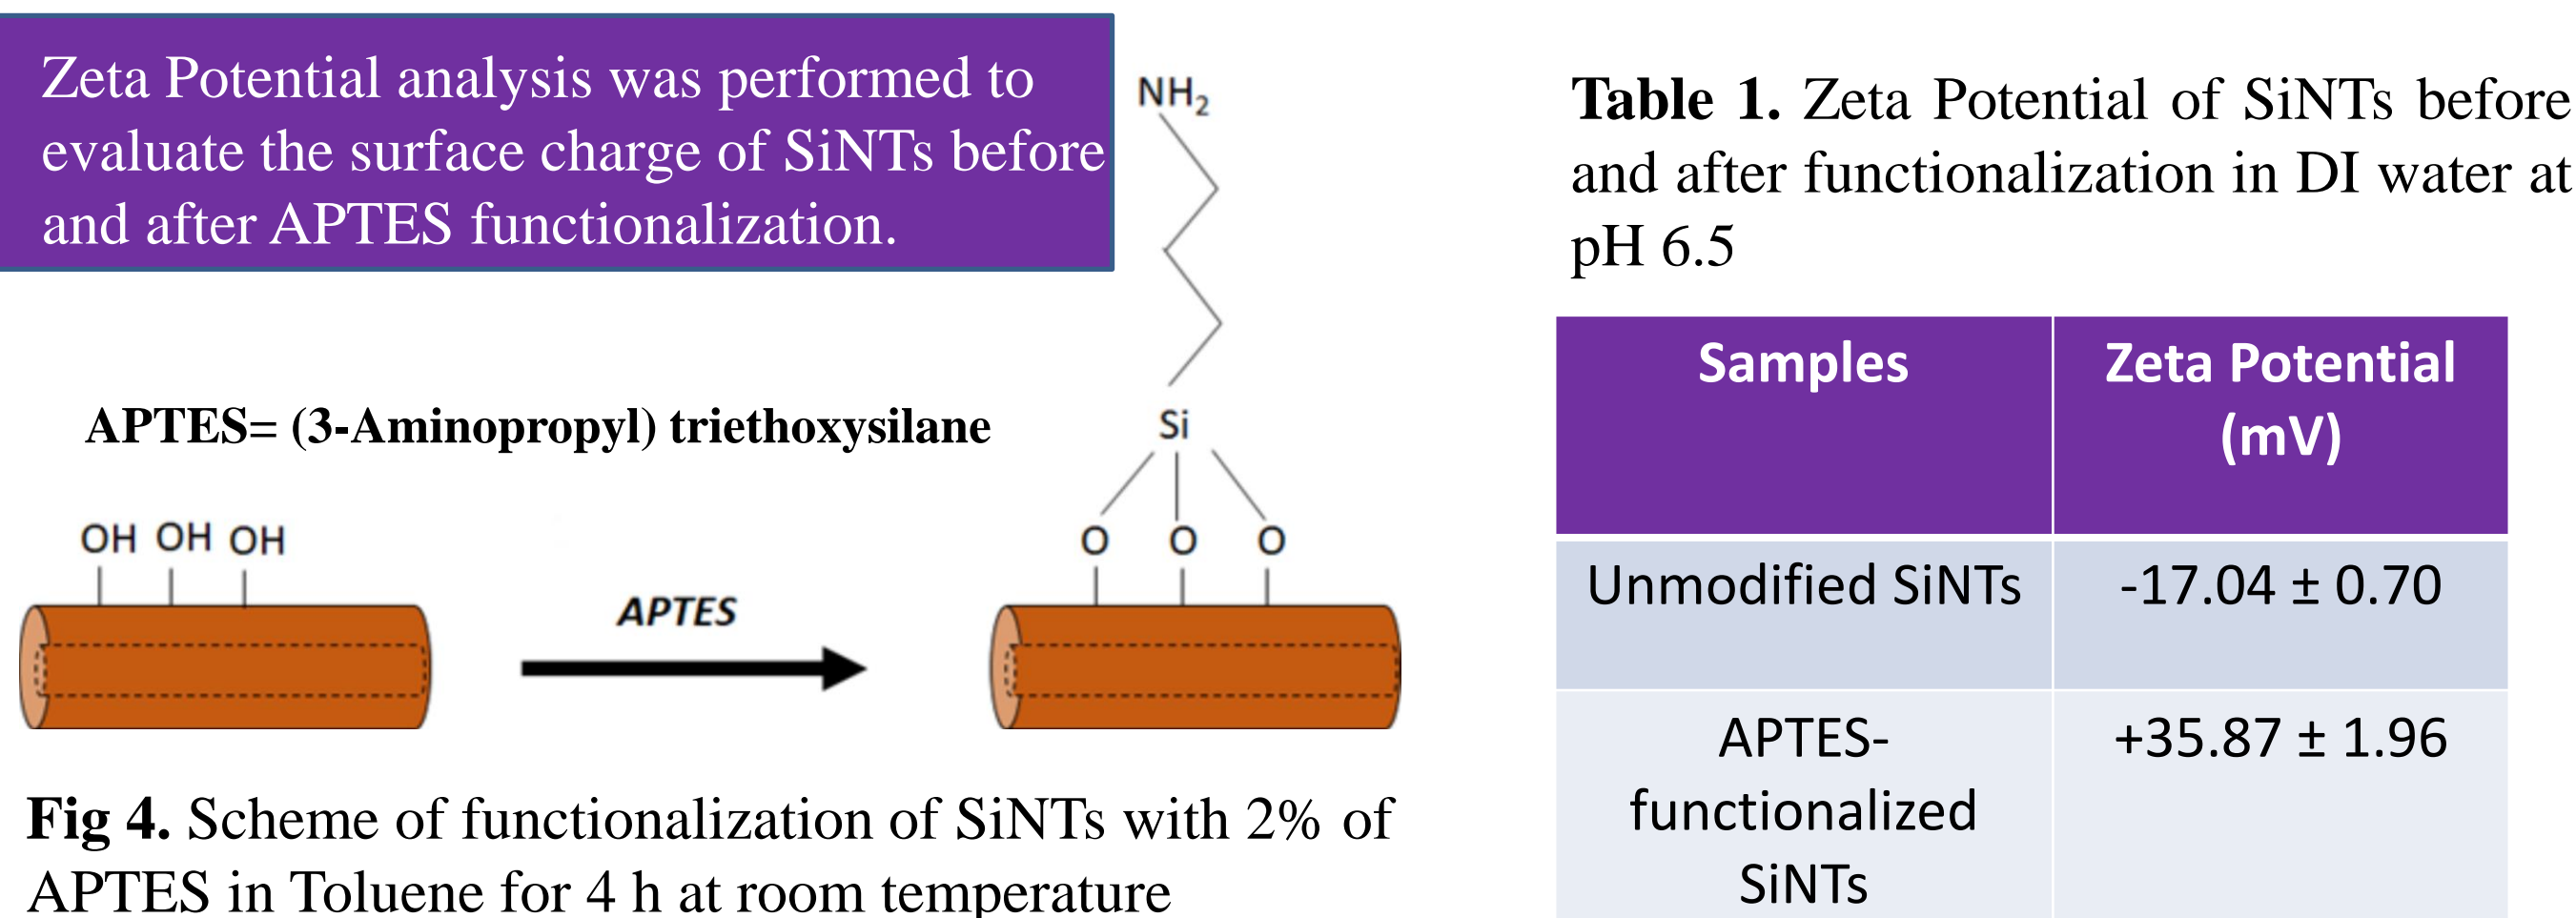 Zeta Potential analysis was performed to
evaluate the surface charge of SiNTs before
and after APTES functionalization.
NH₂
Si
O O O
APTES= (3-Aminopropyl) triethoxysilane
OH OH OH
APTES
Fig 4. Scheme of functionalization of SiNTs with 2% of
APTES in Toluene for 4 h at room temperature
Table 1. Zeta Potential of SiNTs before
and after functionalization in DI water at
pH 6.5
Samples
Zeta Potential
(mV)
Unmodified SiNTs
-17.04 ± 0.70
APTES-
functionalized
SiNTs
+35.87 ± 1.96